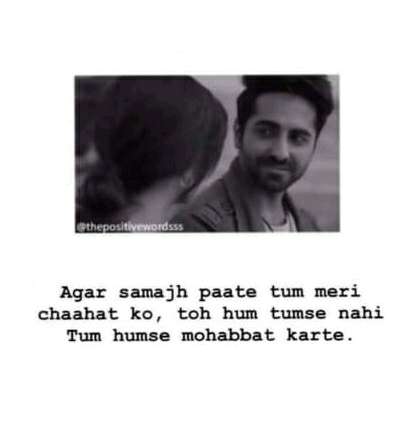 @thepositivewordsss
Agar samajh paate tum meri
chaahat ko, toh hum tumse nahi
Tum humse mohabbat karte.